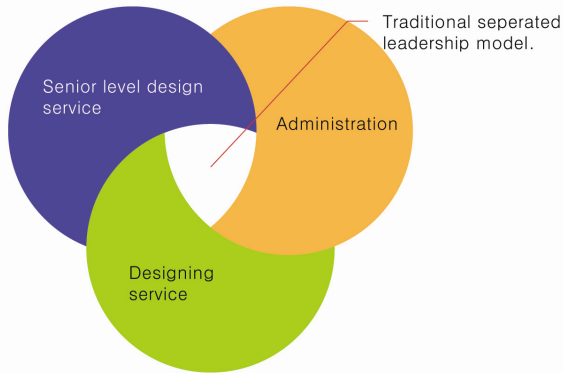 Traditional seperated
leadership model.
Senior level design
service
Administration
Designing
service